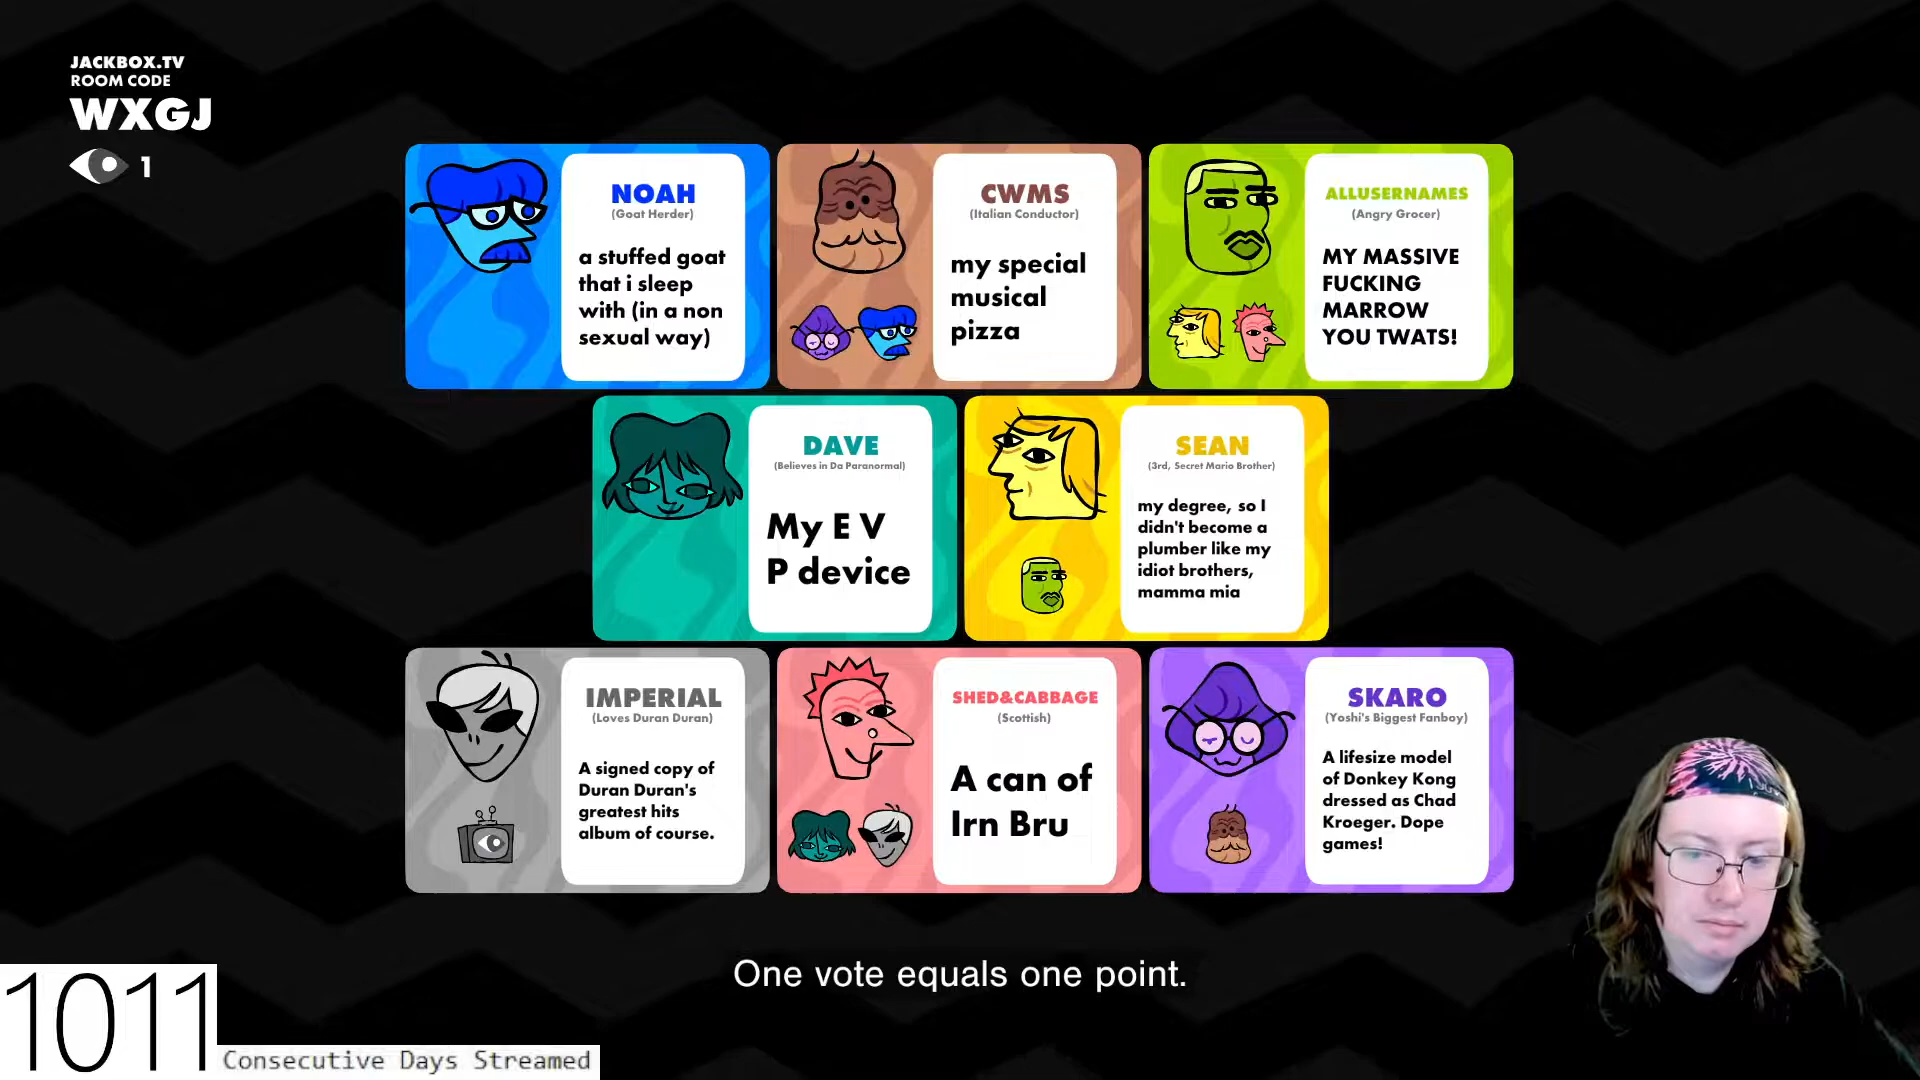 JACKBOX.TV
ROOM CODE
WXGJ
1
NOAH
(Goat Herder)
a stuffed goat
that i sleep
with (in a non
sexual way)
CWMS
(Italian Conductor)
my special
musical
pizza
ALLUSERNAMES
(Angry Grocer)
MY MASSIVE
FUCKING
MARROW
YOU TWATS!
DAVE
(Believes in Da Paranormal)
My E V
P device
SEAN
(3rd, Secret Mario Brother)
my degree, so I
didn't become a
plumber like my
idiot brothers,
mamma mia
IMPERIAL
(Loves Duran Duran)
A signed copy of
Duran Duran's
greatest hits
album of course.
SHED&CABBAGE
(Scottish)
A can of
Irn Bru
SKARO
(Yoshi's Biggest Fanboy)
A lifesize model
of Donkey Kong
dressed as Chad
Kroeger. Dope
games!
One vote equals one point.
1011
Consecutive Days Streamed